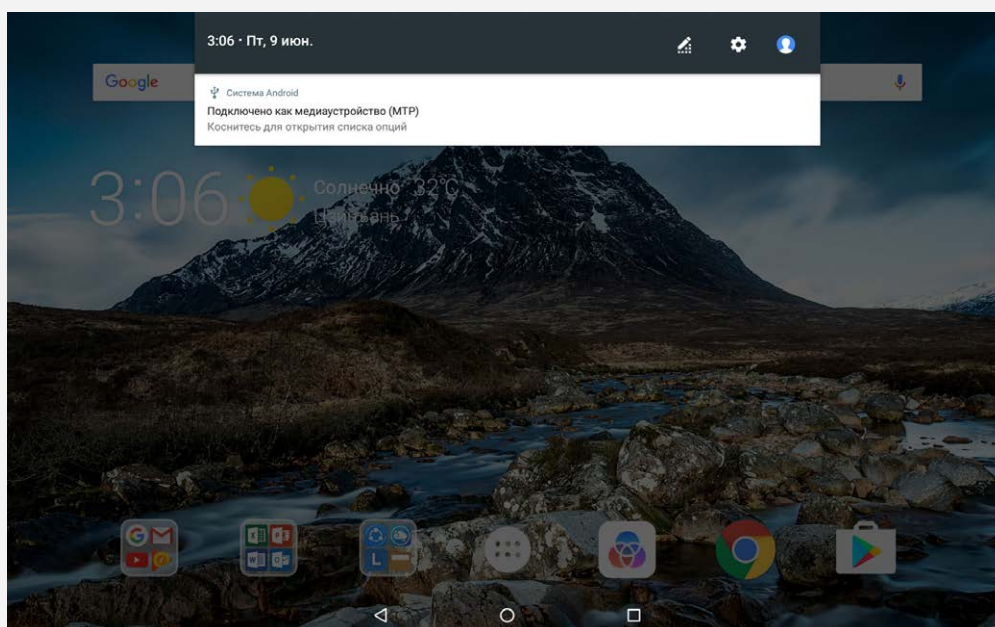 3:06 · Пт, 9 июн.
Google
Система Android
Подключено как медиаустройство (MTP)
Коснитесь для открытия списка опций
3:06
Солнечно 32°C
Цзиньань
G
L